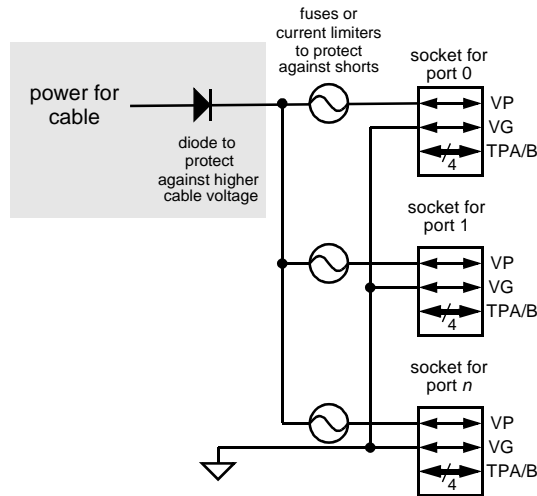 fuses or
current limiters
to protect
against shorts
socket for
port 0
power for
cable
diode to
protect
against higher
cable voltage
VP
VG
TPA/B
4
socket for
port 1
VP
VG
TPA/B
4
socket for
port n
VP
VG
TPA/B
4